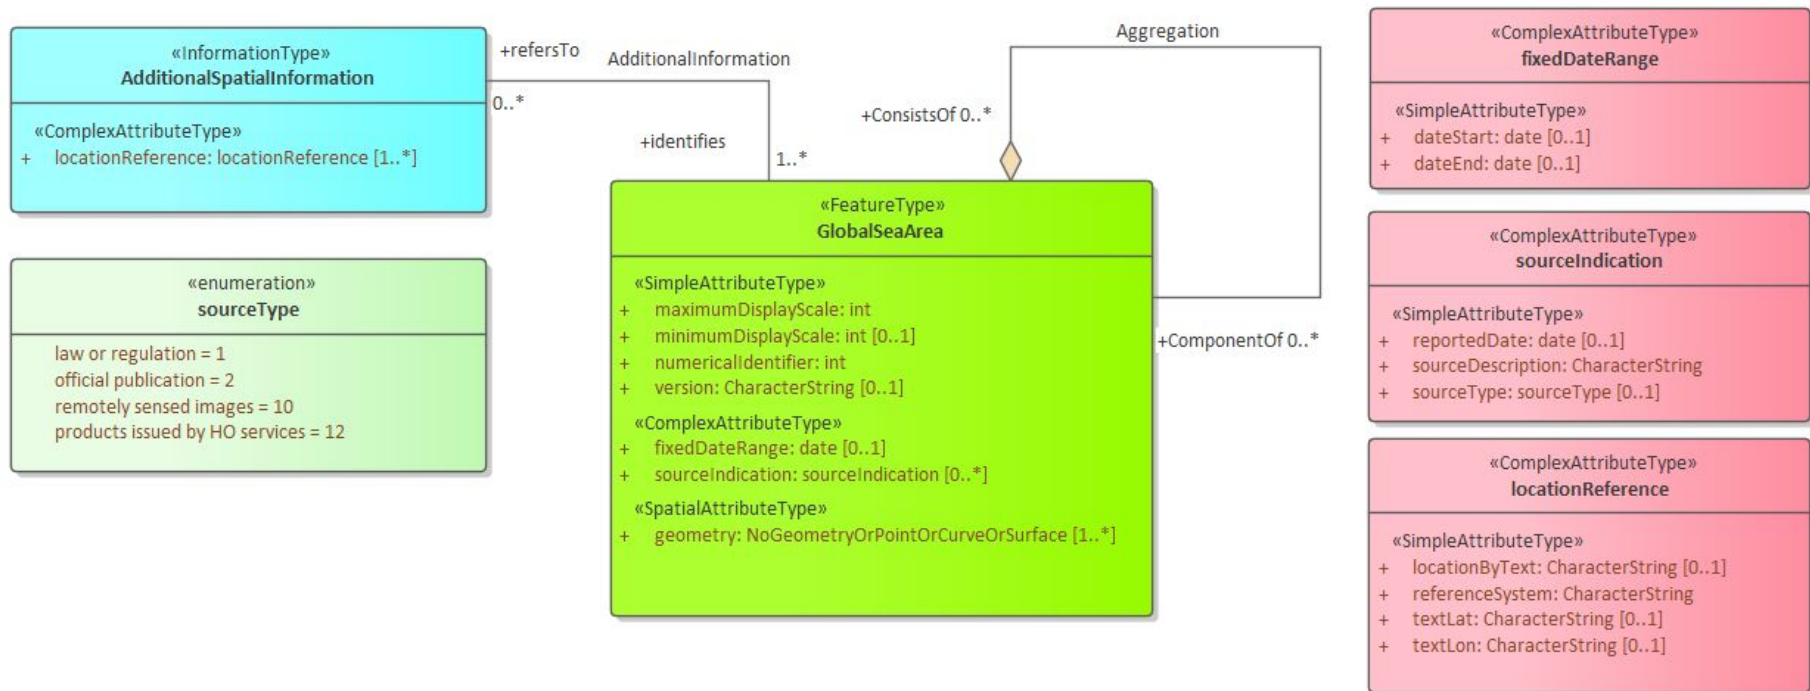 «InformationType»
AdditionalSpatialInformation
«ComplexAttributeType»
+ locationReference: locationReference [1..*]
«enumeration»
sourceType
law or regulation = 1
official publication = 2
remotely sensed images = 10
products issued by HO services = 12
+refersTo
AdditionalInformation
0..*
+identifies
1..*
Aggregation
+ConsistsOf 0..*
+ComponentOf 0..*
«FeatureType»
GlobalSeaArea
«SimpleAttributeType»
+ maximumDisplayScale: int
+ minimumDisplayScale: int [0..1]
+ numericalIdentifier: int
+ version: CharacterString [0..1]
«ComplexAttributeType»
+ fixedDateRange: date [0..1]
+ sourceIndication: sourceIndication [0..*]
«SpatialAttributeType»
+ geometry: NoGeometryOrPointOrCurveOrSurface [1..*]
«ComplexAttributeType»
fixedDateRange
«SimpleAttributeType»
+ dateStart: date [0..1]
+ dateEnd: date [0..1]
«ComplexAttributeType»
sourceIndication
«SimpleAttributeType»
+ reportedDate: date [0..1]
+ sourceDescription: CharacterString
+ sourceType: sourceType [0..1]
«ComplexAttributeType»
locationReference
«SimpleAttributeType»
+ locationByText: CharacterString [0..1]
+ referenceSystem: CharacterString
+ textLat: CharacterString [0..1]
+ textLon: CharacterString [0..1]